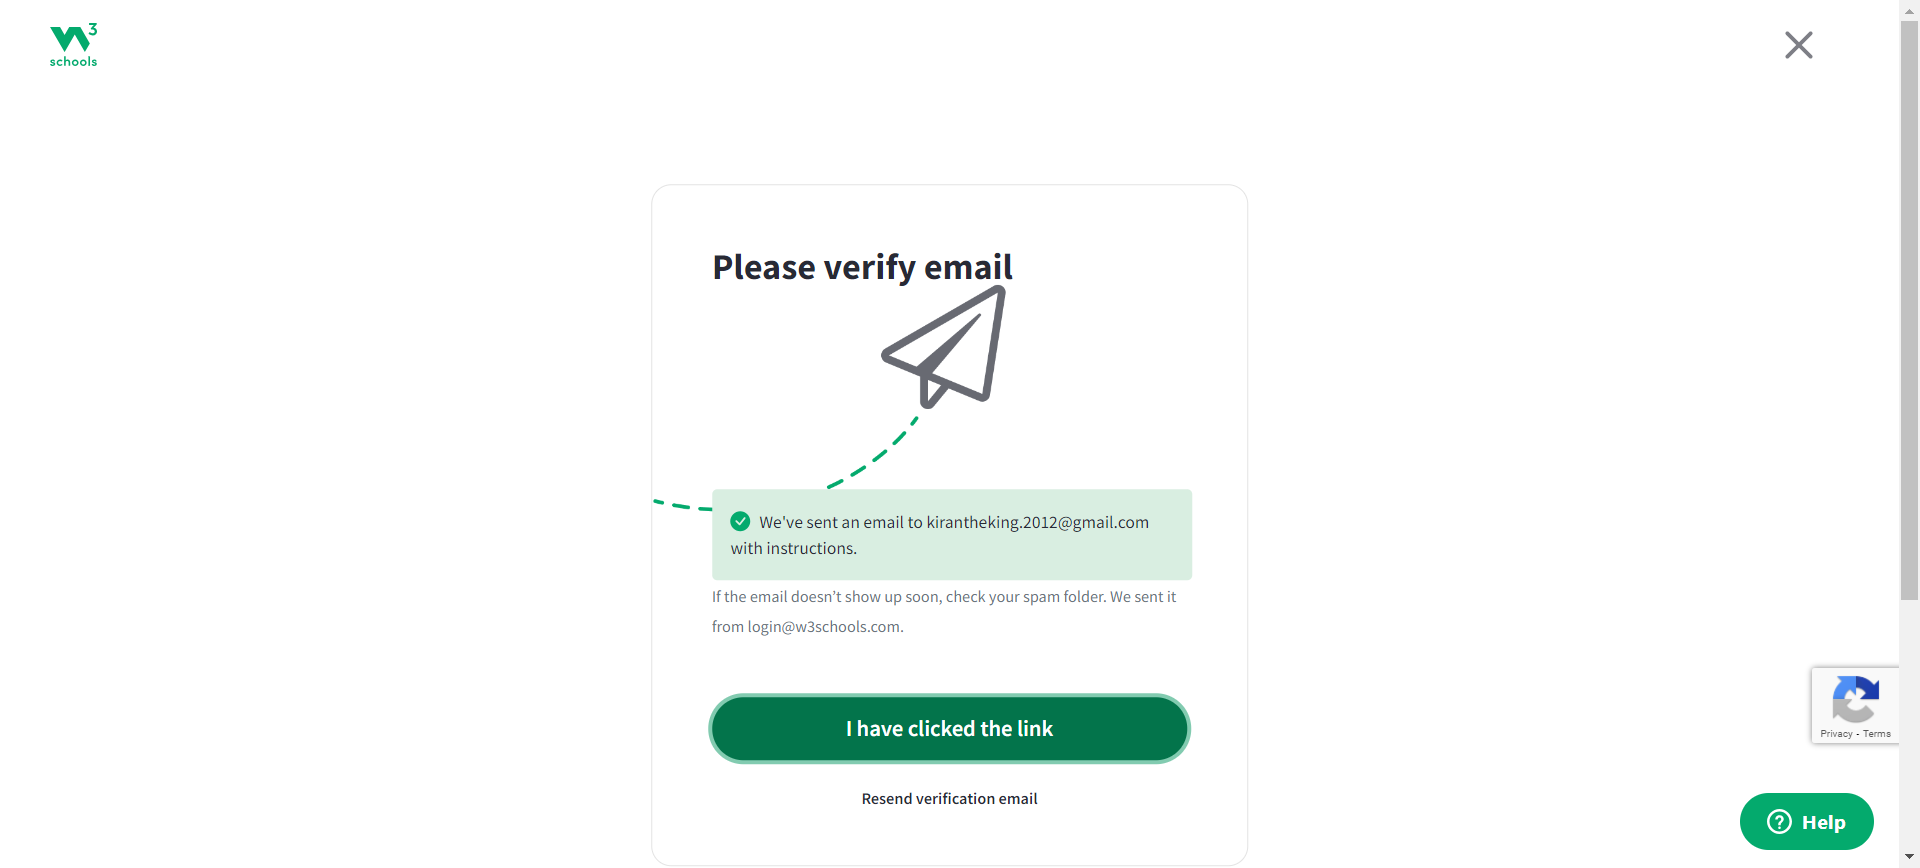 w3
schools
Please verify email
We've sent an email to kirantheking.2012@gmail.com
with instructions.
If the email doesn’t show up soon, check your spam folder. We sent it
from login@w3schools.com.
I have clicked the link
Resend verification email
Privacy - Terms
Help